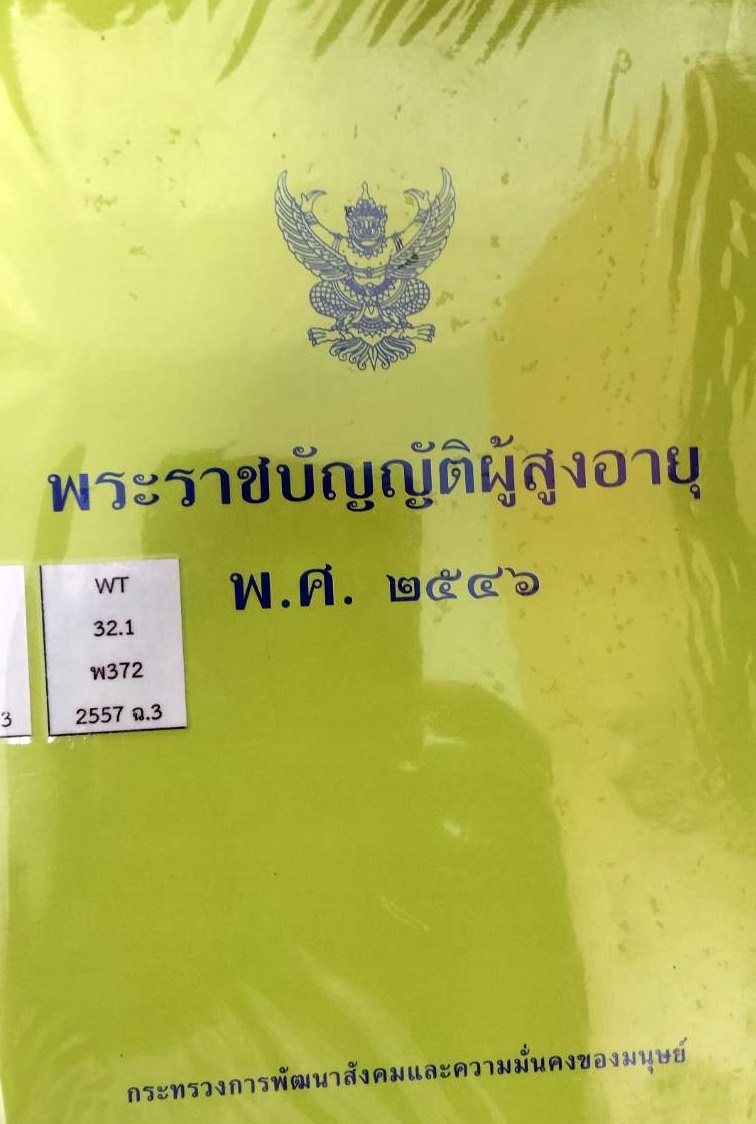 พระราชบัญญัติผู้สูงอายุ
พ.ศ. ๒๕๔๖
WT
32.1
พ372
2557 ฉ.3
3
กระทรวงการพัฒนาสังคมและความมั่นคงของมนุษย์